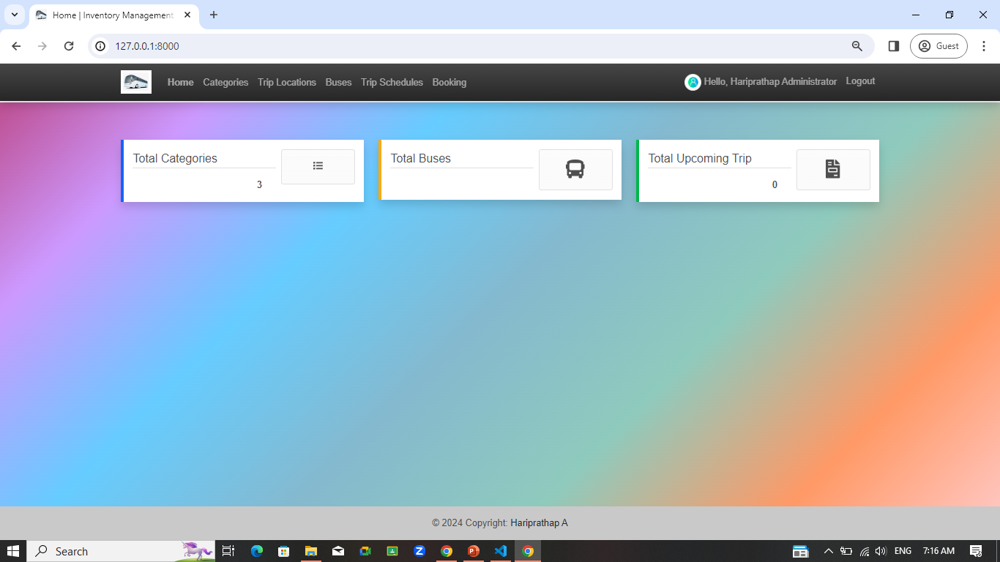 Home | Inventory Management
127.0.0.1:8000
Guest
Home Categories Trip Locations Buses Trip Schedules Booking
Hello, Hariprathap Administrator Logout
Total Categories
3
Total Buses
Total Upcoming Trip
0
© 2024 Copyright: Hariprathap A
Search
ENG 7:16 AM